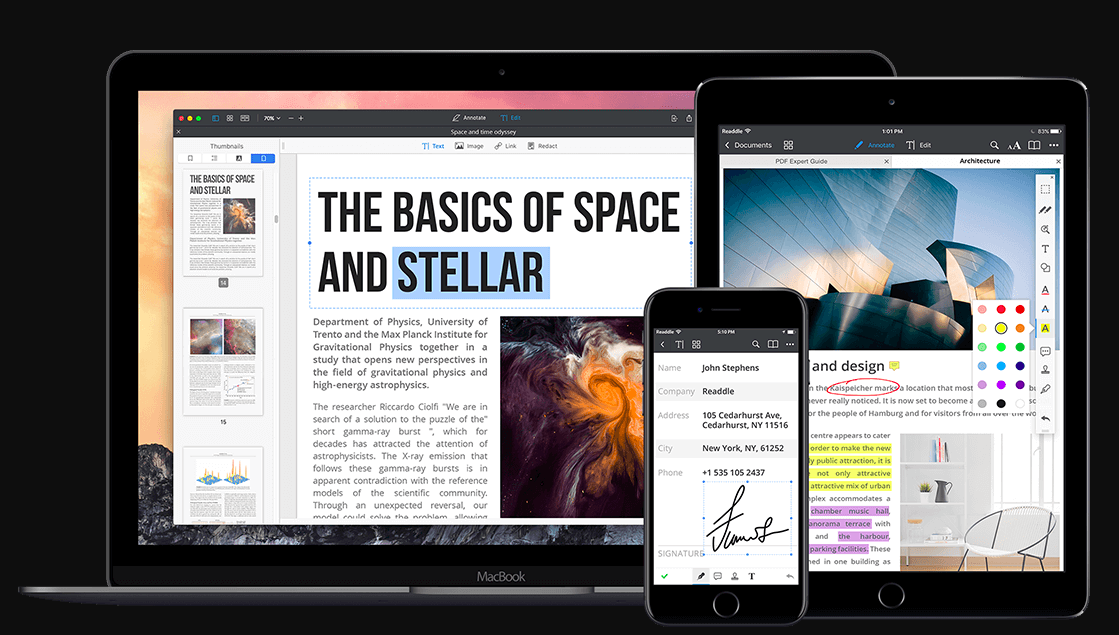 70%
Annotate
Edit
Space and time odyssey
Thumbnails
Text
Image
Link
Redact
THE BASICS OF SPACE
AND STELLAR
14
15
THE BASICS OF SPACE
AND STELLAR
Department of Physics, University of
Trento and the Max Planck Institute for
Gravitational Physics together in a
study that opens new perspectives in
the field of gravitational physics and
high-energy astrophysics.
The researcher Riccardo Ciolfi "We are in
search of a solution to the puzzle of the"
short gamma-ray burst ", which for
decades has attracted the attention of
astrophysicists. The X-ray emission that
follows these gamma-ray bursts is in
apparent contradiction with the reference
models of the scientific community.
Through an unexpected reversal, our
model could solve the problem, allowing
MacBook
Readdle
5:10 PM
Name John Stephens
Company Readdle
Address 105 Cedarhurst Ave,
Cedarhurst, NY 11516
City New York, NY, 61252
Phone +1 535 105 2437
SIGNATURE
T
Readdle
1:01 PM
83%
Documents
Annotate
Edit
AA
PDF Expert Guide
Architecture
T
A
A
A
and design
n the Kaispeicher marks a location that most
never really noticed. It is now set to become a
or the people of Hamburg and for visitors from all over the wo
centre appears to cater
order to make the new
public attraction, it is
not only attractive
attractive mix of urban
plex accommodates a
chamber music hall,
panorama terrace with
and the harbour,
parking facilities. These
ned in one building as